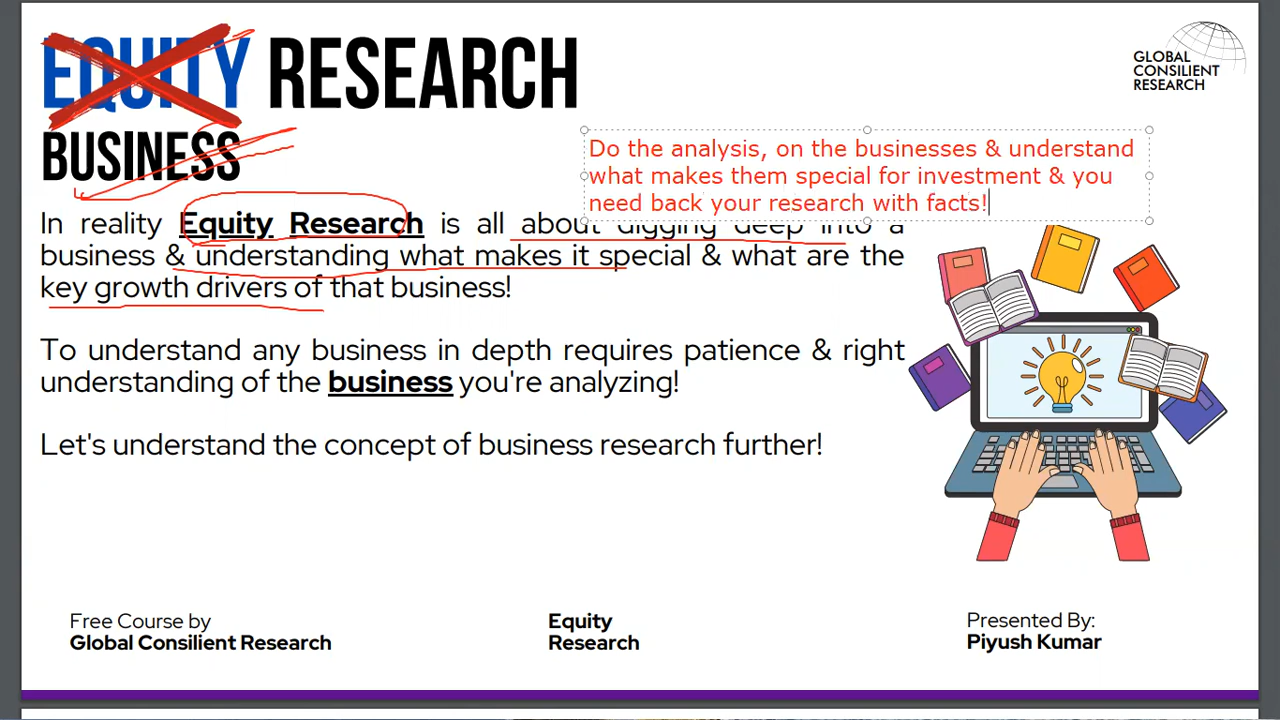 EQUITY RESEARCH
BUSINESS
GLOBAL
CONSILIENT
RESEARCH
Do the analysis, on the businesses & understand
what makes them special for investment & you
need back your research with facts!
In reality Equity Research is all about digging deep into a
business & understanding what makes it special & what are the
key growth drivers of that business!
To understand any business in depth requires patience & right
understanding of the business you're analyzing!
Let's understand the concept of business research further!
Free Course by
Global Consilient Research
Equity
Research
Presented By:
Piyush Kumar